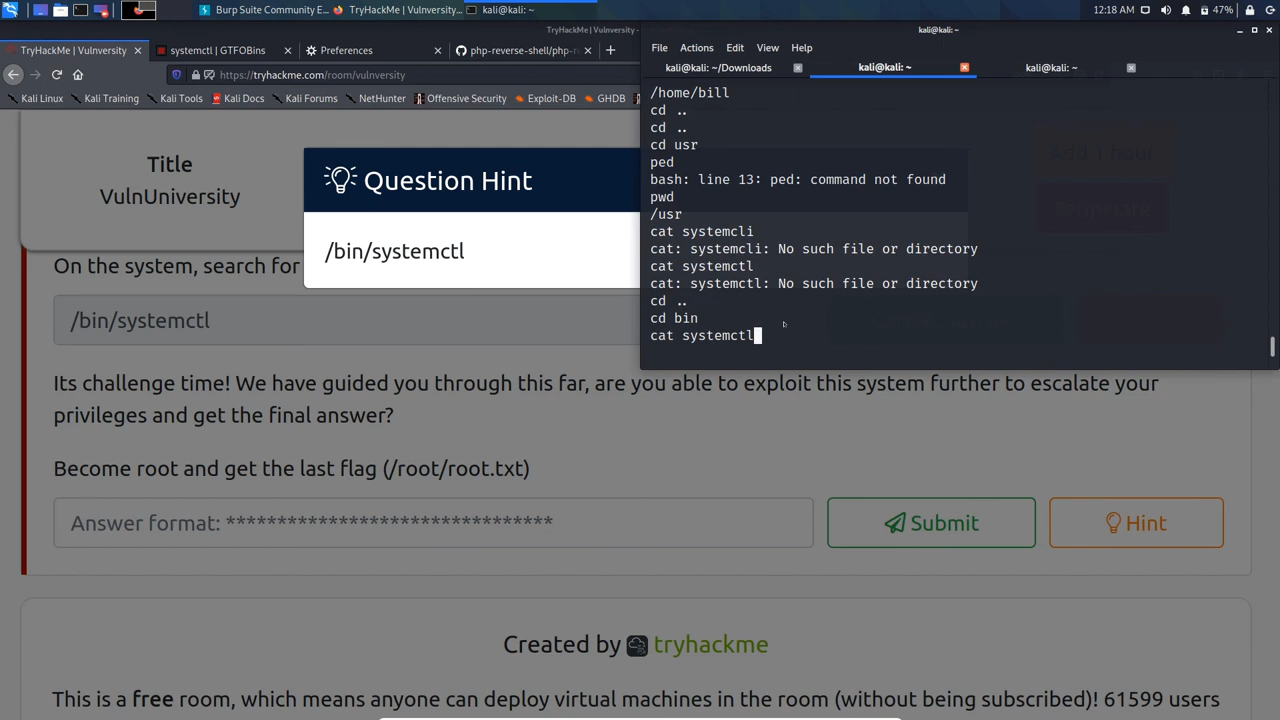 Burp Suite Community E...
TryHackMe | Vulnversity...
kali@kali: ~
12:18 AM
47%
TryHackMe | Vulnversity
systemctl | GTFOBins
Preferences
php-reverse-shell/php-re
https://tryhackme.com/room/vulnversity
Kali Linux
Kali Training
Kali Tools
Kali Docs
Kali Forums
NetHunter
Offensive Security
Exploit-DB
GHDB
TryHackMe | Vulnversity -
kali@kali: ~
File Actions Edit View Help
kali@kali: ~/Downloads
kali@kali: ~
kali@kali: ~
/home/bill
cd ..
cd ..
cd usr
ped
bash: line 13: ped: command not found
pwd
/usr
cat systemcli
cat: systemcli: No such file or directory
cat systemctl
cat: systemctl: No such file or directory
cd ..
cd bin
cat systemctl
Add 1 hour
Terminate
Title
VulnUniversity
Question Hint
/bin/systemctl
On the system, search for
/bin/systemctl
Its challenge time! We have guided you through this far, are you able to exploit this system further to escalate your
privileges and get the final answer?
Become root and get the last flag (/root/root.txt)
Answer format: ********************************
Submit
Hint
Created by tryhackme
This is a free room, which means anyone can deploy virtual machines in the room (without being subscribed)! 61599 users